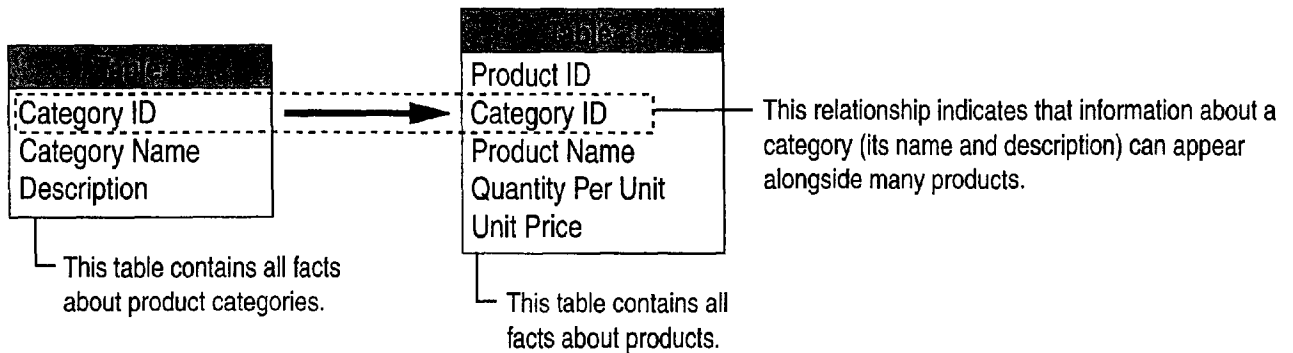 Category ID
Category Name
Description
This table contains all facts
about product categories.
Product ID
Category ID
Product Name
Quantity Per Unit
Unit Price
This table contains all
facts about products.
This relationship indicates that information about a
category (its name and description) can appear
alongside many products.